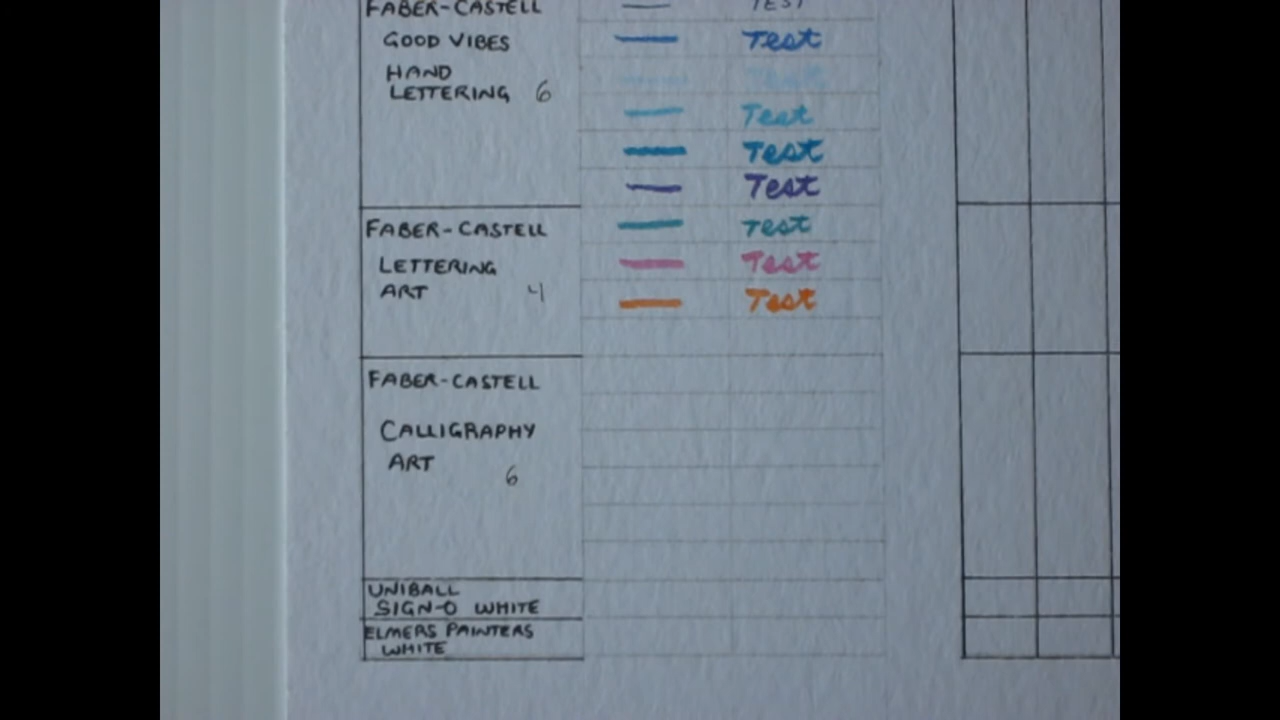 FABER-CASTELL TEST
GOOD VIBES Test
HAND Test
LETTERING 6
Test
Test
Test
FABER-CASTELL Test
LETTERING Test
ART 4 Test
FABER-CASTELL
CALLIGRAPHY
ART 6
UNIBALL
SIGN-O WHITE
ELMERS PAINTERS
WHITE